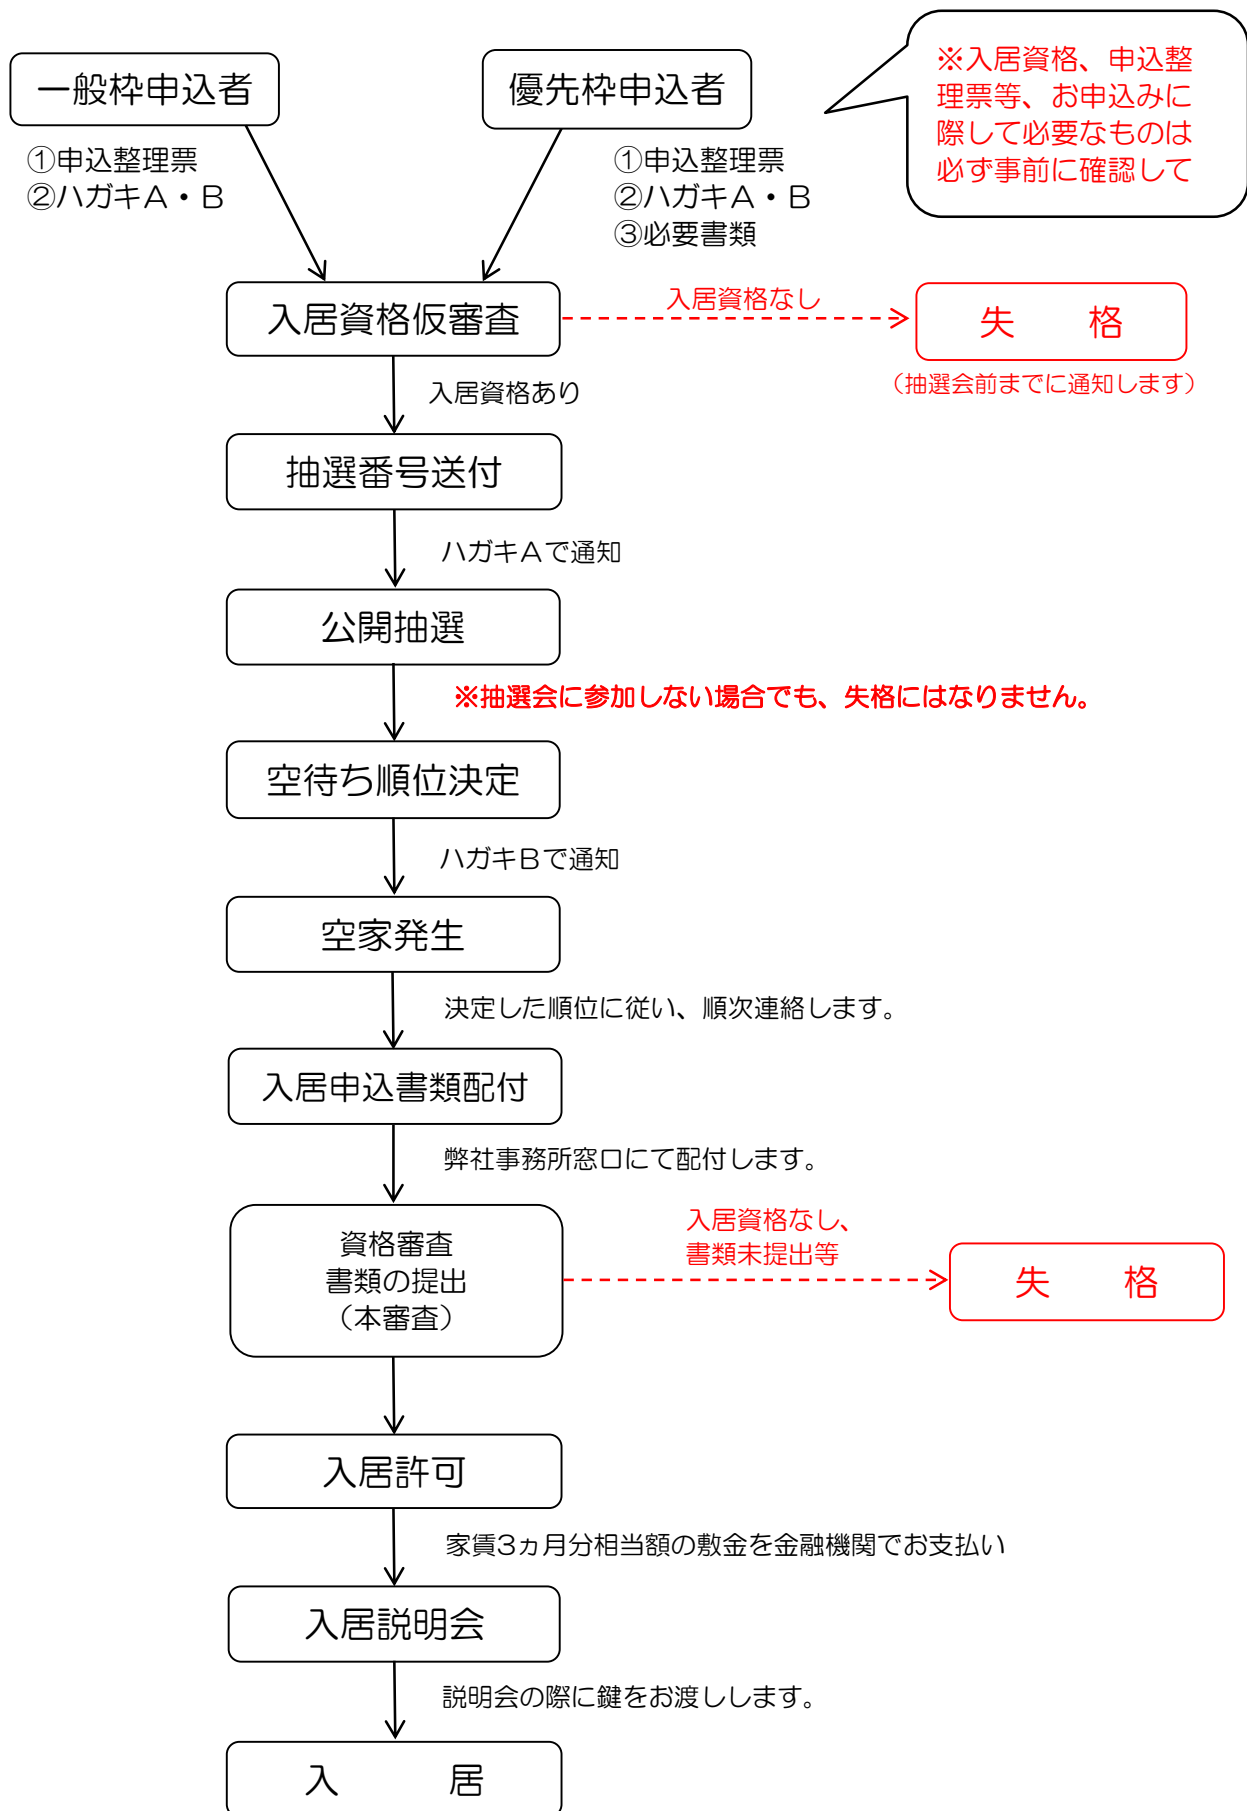 一般枠申込者
①申込整理票
②ハガキA・B
優先枠申込者
①申込整理票
②ハガキA・B
③必要書類
※入居資格、申込整
理票等、お申込みに
際して必要なものは
必ず事前に確認して
入居資格仮審査
入居資格なし
失　　格
（抽選会前までに通知します）
入居資格あり
抽選番号送付
ハガキAで通知
公開抽選
※抽選会に参加しない場合でも、失格にはなりません。
空待ち順位決定
ハガキBで通知
空家発生
決定した順位に従い、順次連絡します。
入居申込書類配付
弊社事務所窓口にて配付します。
資格審査
書類の提出
（本審査）
入居資格なし、
書類未提出等
失　　格
入居許可
家賃3ヵ月分相当額の敷金を金融機関でお支払い
入居説明会
説明会の際に鍵をお渡しします。
入　　　居